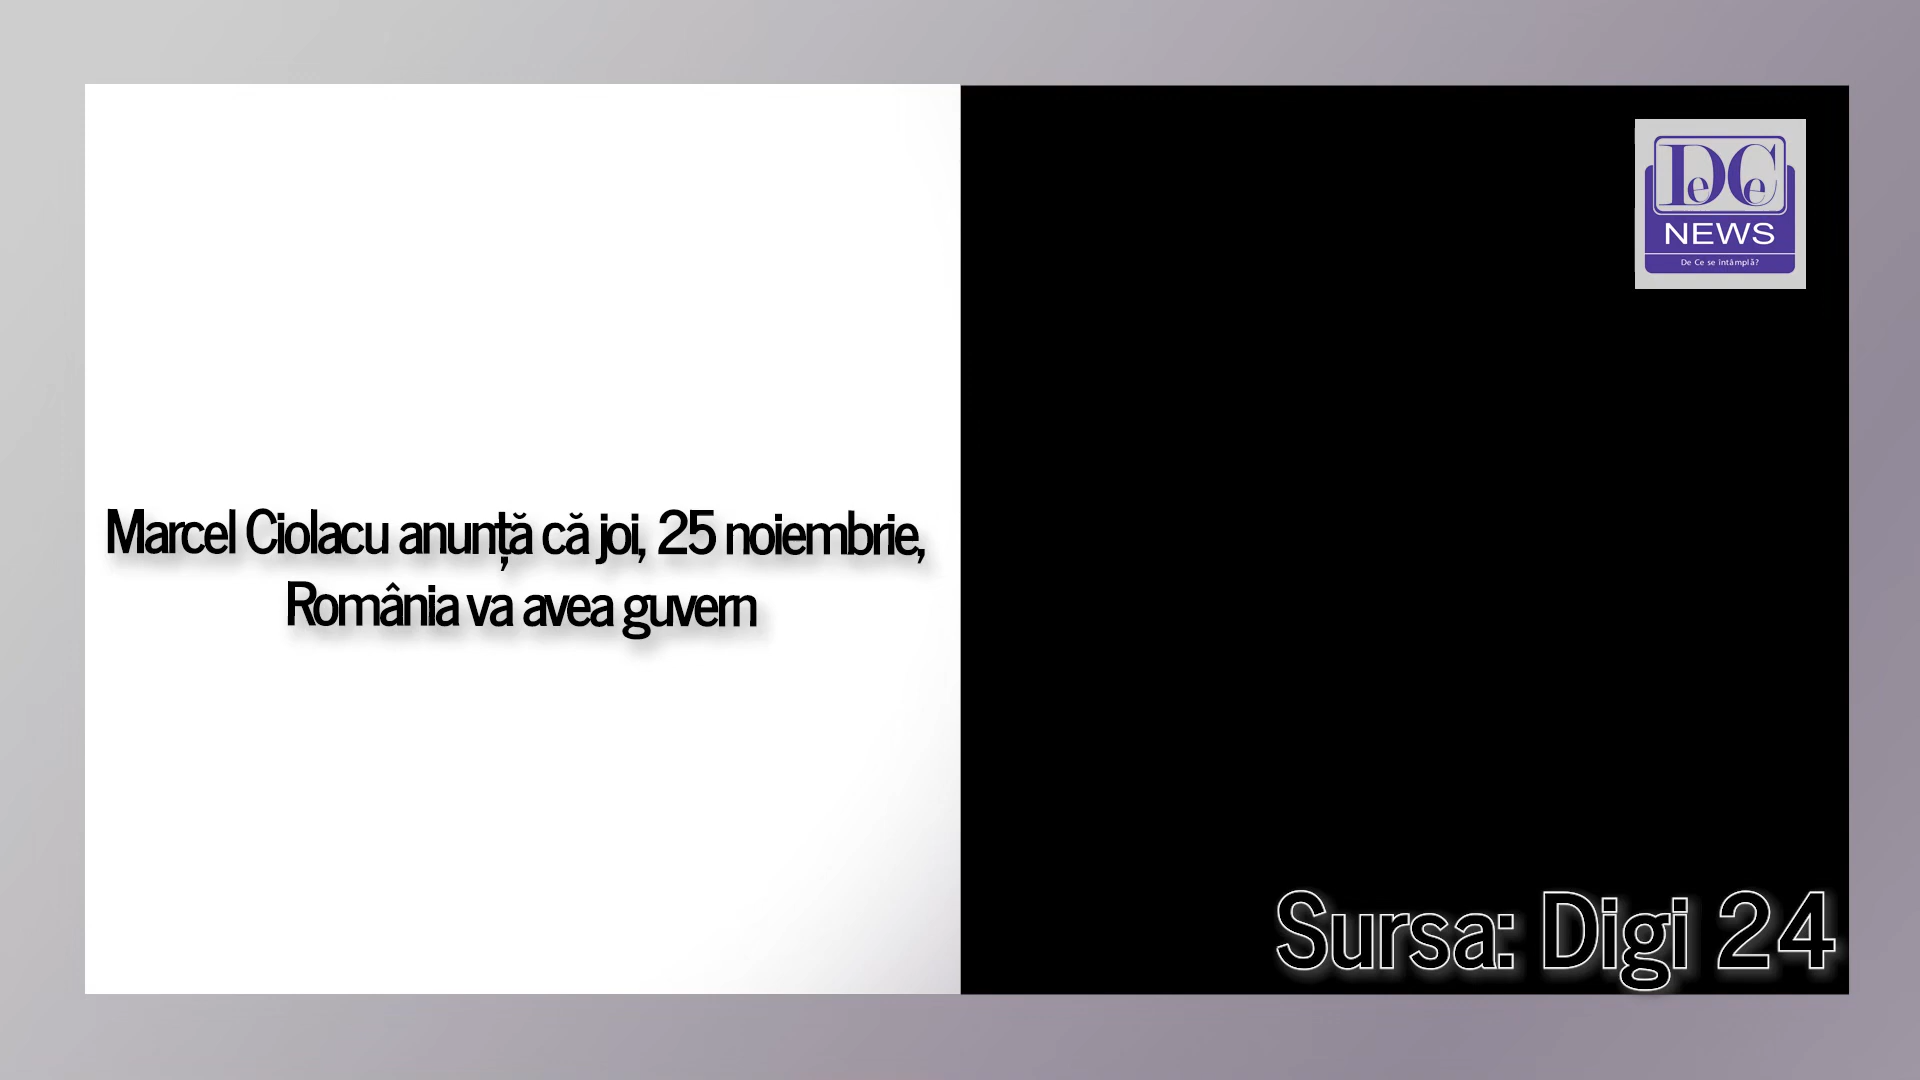 Marcel Ciolacu anunță că joi, 25 noiembrie,
România va avea guvern
DeCe
NEWS
De Ce se întâmplă?
Sursa: Digi 24